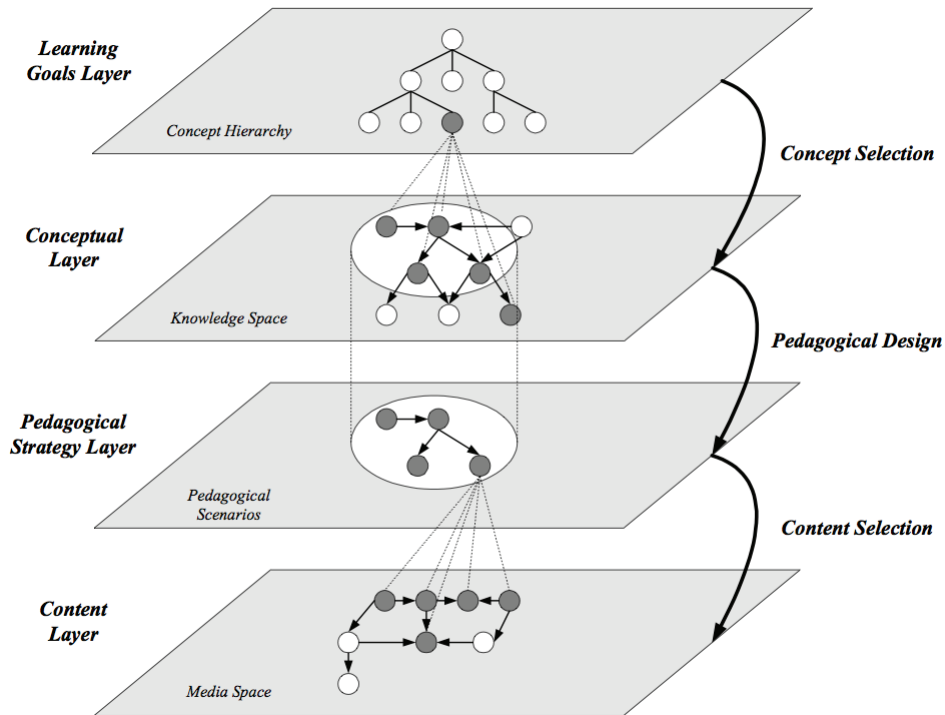 Learning
Goals Layer
Concept Hierarchy
Concept Selection
Conceptual
Layer
Knowledge Space
Pedagogical Design
Pedagogical
Strategy Layer
Pedagogical
Scenarios
Content Selection
Content
Layer
Media Space